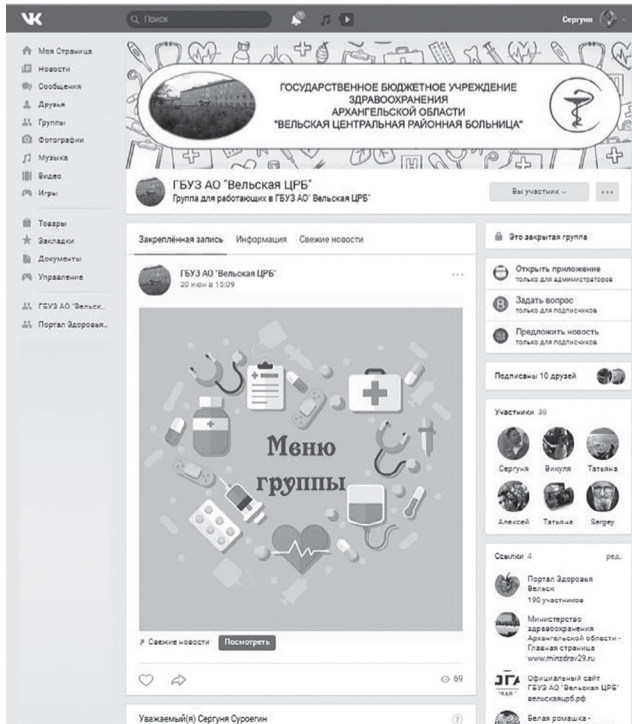 Поиск
Сергуня
Моя Страница
Новости
Сообщения
Друзья
Группы
Фотографии
Музыка
Видео
Игры
Товары
Закладки
Документы
Управление
ГБУЗ АО "Вельск..
Портал Здоровья..
ГОСУДАРСТВЕННОЕ БЮДЖЕТНОЕ УЧРЕЖДЕНИЕ
ЗДРАВООХРАНЕНИЯ
АРХАНГЕЛЬСКОЙ ОБЛАСТИ
"ВЕЛЬСКАЯ ЦЕНТРАЛЬНАЯ РАЙОННАЯ БОЛЬНИЦА"
ГБУЗ АО "Вельская ЦРБ"
Группа для работающих в ГБУЗ АО" Вельская ЦРБ"
Вы участник
Закреплённая запись Информация Свежие новости
ГБУЗ АО "Вельская ЦРБ"
20 июн в 15:09
Меню
группы
Свежие новости Посмотреть
69
Уважаемый(я) Сергуня Суроегин
Это закрытая группа
Открыть приложение
только для администраторов
Задать вопрос
только для подписчиков
Предложить новость
только для подписчиков
Подписаны 10 друзей
Участники 38
Сергуня Викуля Татьяна
Алексей Татьяна Sergey
Ссылки 4 ред.
Портал Здоровья
Вельск
190 участников
Министерство
здравоохранения
Архангельской области -
Главная страница
www.minzdrav29.ru
Официальный сайт
ГБУЗ АО "Вельская ЦРБ"
вельскаяцрб.рф
Белая ромашка -